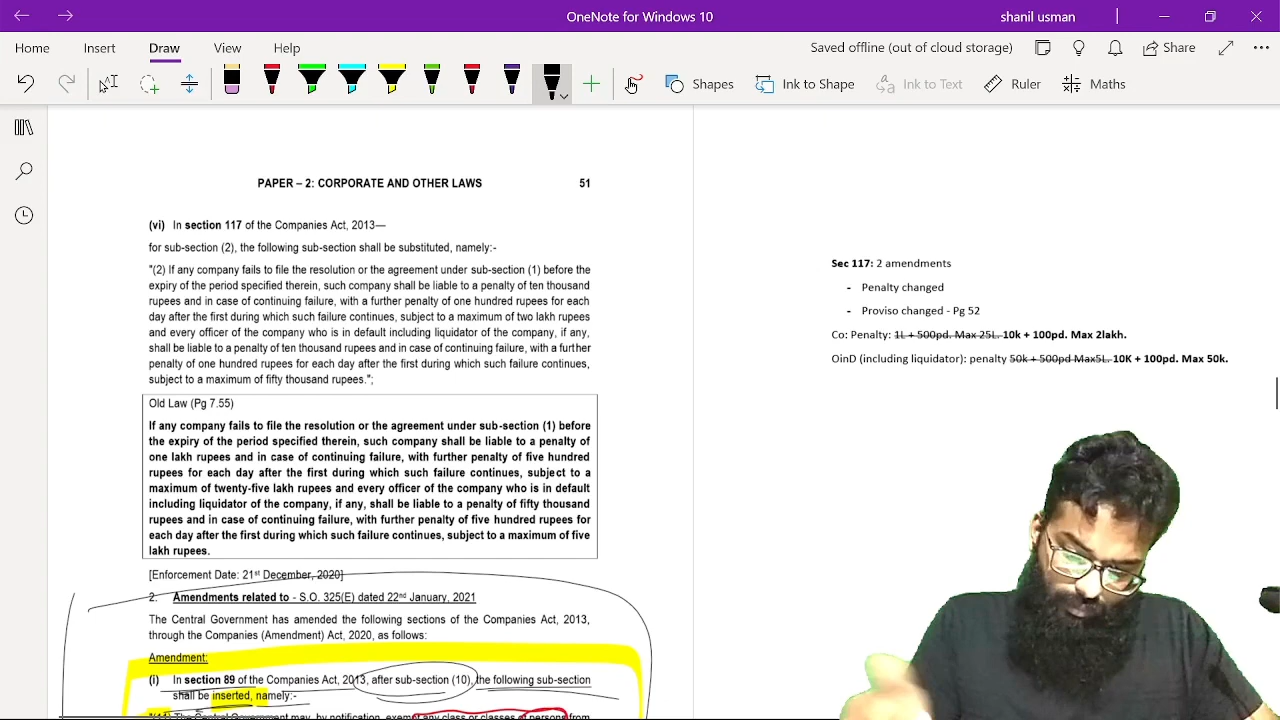 OneNote for Windows 10
shanil usman
Home Insert Draw View Help
Saved offline (out of cloud storage)
Share
Shapes
Ink to Shape
Ink to Text
Ruler
Maths
PAPER – 2: CORPORATE AND OTHER LAWS 51
(vi) In section 117 of the Companies Act, 2013—
for sub-section (2), the following sub-section shall be substituted, namely:-
"(2) If any company fails to file the resolution or the agreement under sub-section (1) before the
expiry of the period specified therein, such company shall be liable to a penalty of ten thousand
rupees and in case of continuing failure, with a further penalty of one hundred rupees for each
day after the first during which such failure continues, subject to a maximum of two lakh rupees
and every officer of the company who is in default including liquidator of the company, if any,
shall be liable to a penalty of ten thousand rupees and in case of continuing failure, with a further
penalty of one hundred rupees for each day after the first during which such failure continues,
subject to a maximum of fifty thousand rupees.";
Old Law (Pg 7.55)
If any company fails to file the resolution or the agreement under sub-section (1) before
the expiry of the period specified therein, such company shall be liable to a penalty of
one lakh rupees and in case of continuing failure, with further penalty of five hundred
rupees for each day after the first during which such failure continues, subject to a
maximum of twenty-five lakh rupees and every officer of the company who is in default
including liquidator of the company, if any, shall be liable to a penalty of fifty thousand
rupees and in case of continuing failure, with further penalty of five hundred rupees for
each day after the first during which such failure continues, subject to a maximum of five
lakh rupees.
[Enforcement Date: 21st December, 2020]
2. Amendments related to - S.O. 325(E) dated 22nd January, 2021
The Central Government has amended the following sections of the Companies Act, 2013,
through the Companies (Amendment) Act, 2020, as follows:
Amendment:
(i) In section 89 of the Companies Act, 2013, after sub-section (10), the following sub-section
shall be inserted, namely:-
"(11) The Central Government may, by notification, exempt any class or classes of persons from
Sec 117: 2 amendments
- Penalty changed
- Proviso changed - Pg 52
Co: Penalty: 1L + 500pd. Max 25L. 10k + 100pd. Max 2lakh.
OinD (including liquidator): penalty 50k + 500pd Max5L. 10K + 100pd. Max 50k.